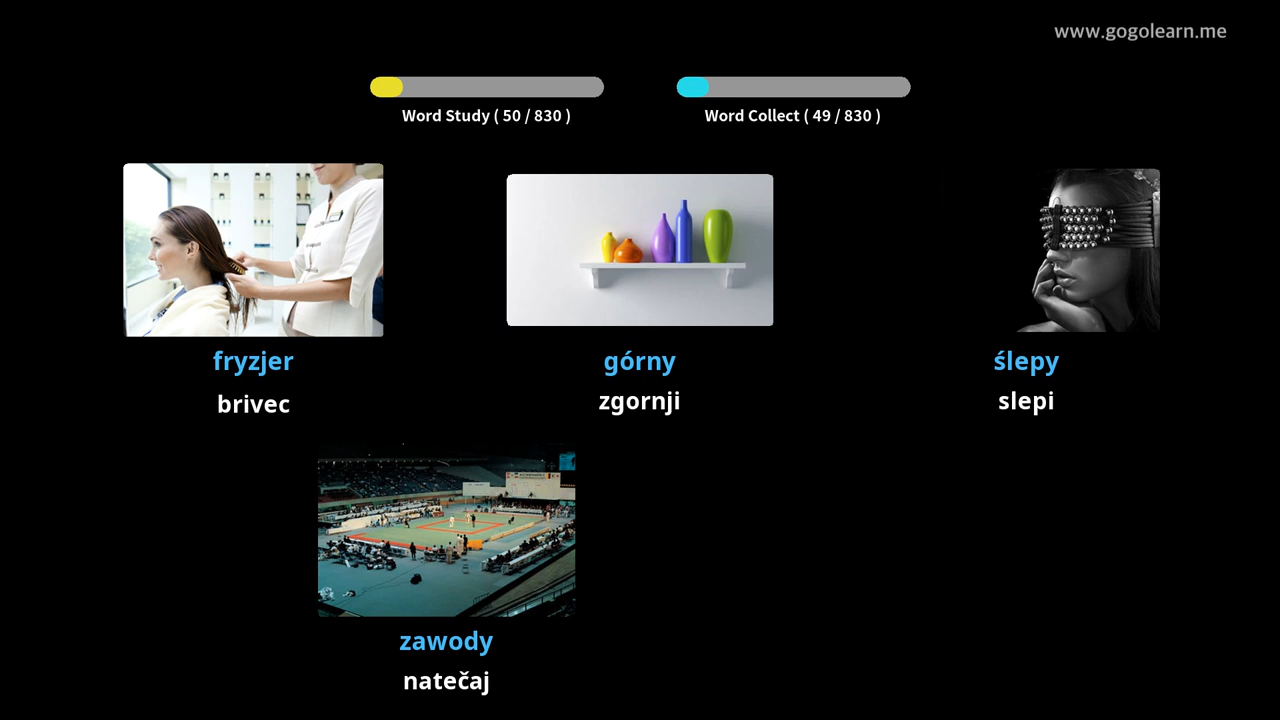 www.gogolearn.me
Word Study ( 50 / 830 )
Word Collect ( 49 / 830 )
fryzjer
brivec
górny
zgornji
ślepy
slepi
zawody
natečaj